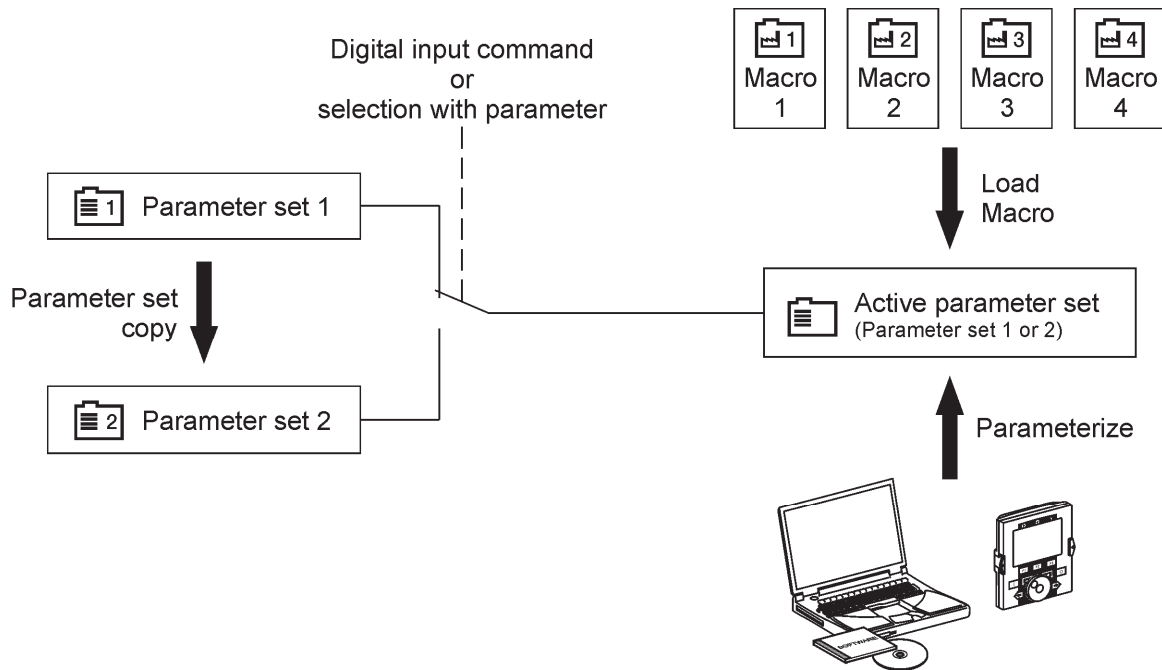 Digital input command
or
selection with parameter
1
Macro
1
2
Macro
2
3
Macro
3
4
Macro
4
Load
Macro
1 Parameter set 1
Parameter set
copy
2 Parameter set 2
Active parameter set
(Parameter set 1 or 2)
Parameterize
SOFTWARE